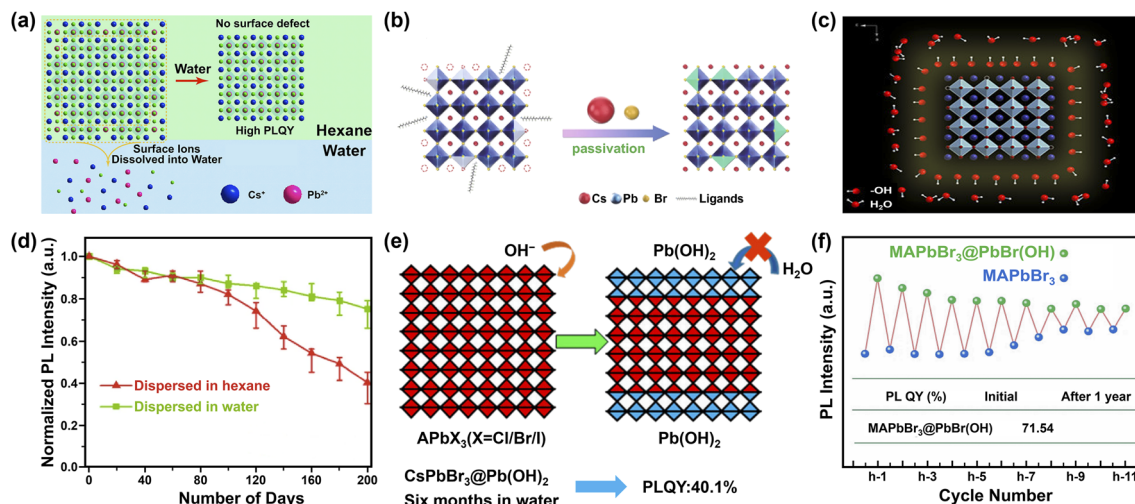 (a)
No surface defect
Water
High PLQY
Hexane
Water
Surface Ions
Dissolved into Water
Cs⁺
Pb²⁺
(b)
passivation
Cs Pb Br Ligands
(c)
-OH
H₂O
(d)
Normalized PL Intensity (a.u.)
1.0
0.8
0.6
0.4
0.2
0.0
Dispersed in hexane
Dispersed in water
0 40 80 120 160 200
Number of Days
(e)
OH⁻
Pb(OH)₂
H₂O
APbX₃(X=Cl/Br/I)
Pb(OH)₂
CsPbBr₃@Pb(OH)₂
Six months in water
PLQY:40.1%
(f)
MAPbBr₃@PbBr(OH)
MAPbBr₃
PL Intensity (a.u.)
PL QY (%) Initial After 1 year
MAPbBr₃@PbBr(OH) 71.54
h-1 h-3 h-5 h-7 h-9 h-11
Cycle Number